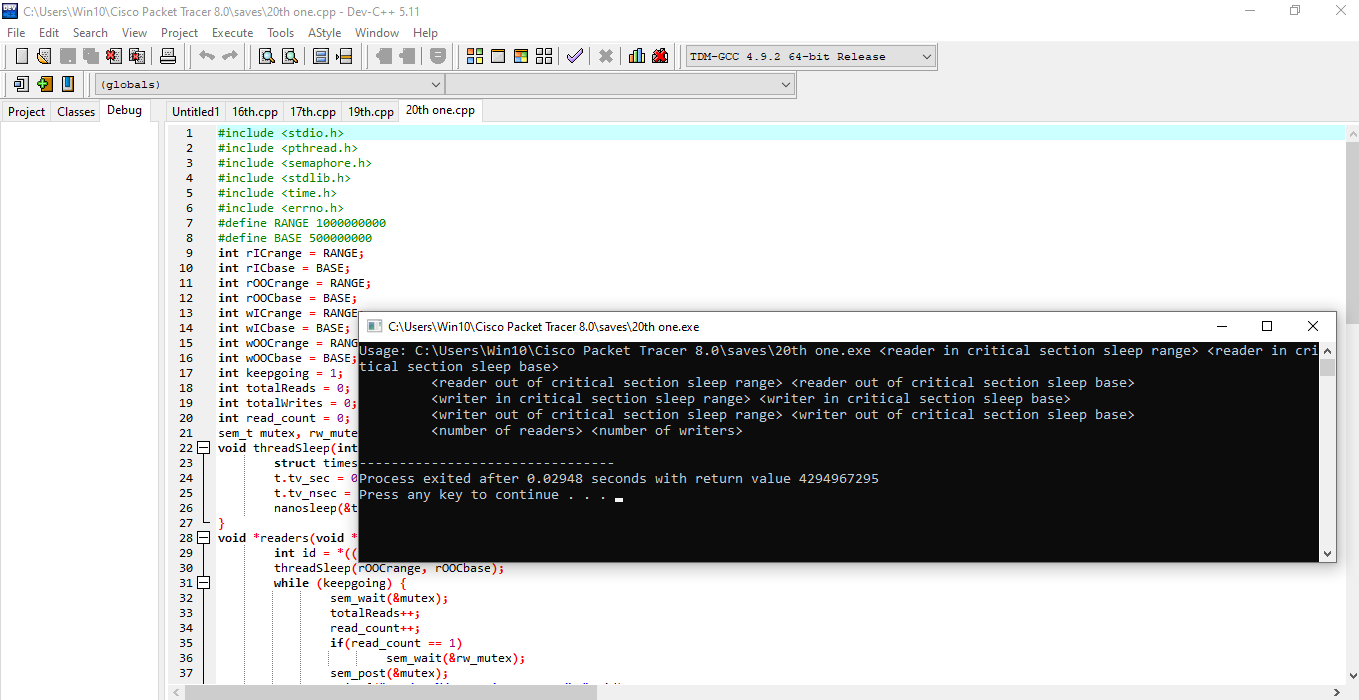 C:\Users\Win10\Cisco Packet Tracer 8.0\saves\20th one.cpp - Dev-C++ 5.11
File Edit Search View Project Execute Tools AStyle Window Help
TDM-GCC 4.9.2 64-bit Release
(globals)
Project Classes Debug
Untitled1 16th.cpp 17th.cpp 19th.cpp 20th one.cpp
1 #include <stdio.h>
2 #include <pthread.h>
3 #include <semaphore.h>
4 #include <stdlib.h>
5 #include <time.h>
6 #include <errno.h>
7 #define RANGE 1000000000
8 #define BASE 500000000
9 int rICrange = RANGE;
10 int rICbase = BASE;
11 int rOOCrange = RANGE;
12 int rOOCbase = BASE;
13 int wICrange = RANGE
14 int wICbase = BASE;
15 int wOOCrange = RANG
16 int wOOCbase = BASE;
17 int keepgoing = 1;
18 int totalReads = 0;
19 int totalWrites = 0;
20 int read_count = 0;
21 sem_t mutex, rw_mute
22 void threadSleep(int
23 struct times
24 t.tv_sec = 0
25 t.tv_nsec =
26 nanosleep(&t
27 }
28 void *readers(void *
29 int id = *((
30 threadSleep(rOOCrange, rOOCbase);
31 while (keepgoing) {
32 sem_wait(&mutex);
33 totalReads++;
34 read_count++;
35 if(read_count == 1)
36 sem_wait(&rw_mutex);
37 sem_post(&mutex);
C:\Users\Win10\Cisco Packet Tracer 8.0\saves\20th one.exe
Usage: C:\Users\Win10\Cisco Packet Tracer 8.0\saves\20th one.exe <reader in critical section sleep range> <reader in cri
tical section sleep base>
<reader out of critical section sleep range> <reader out of critical section sleep base>
<writer in critical section sleep range> <writer in critical section sleep base>
<writer out of critical section sleep range> <writer out of critical section sleep base>
<number of readers> <number of writers>
--------------------------------
Process exited after 0.02948 seconds with return value 4294967295
Press any key to continue . . .